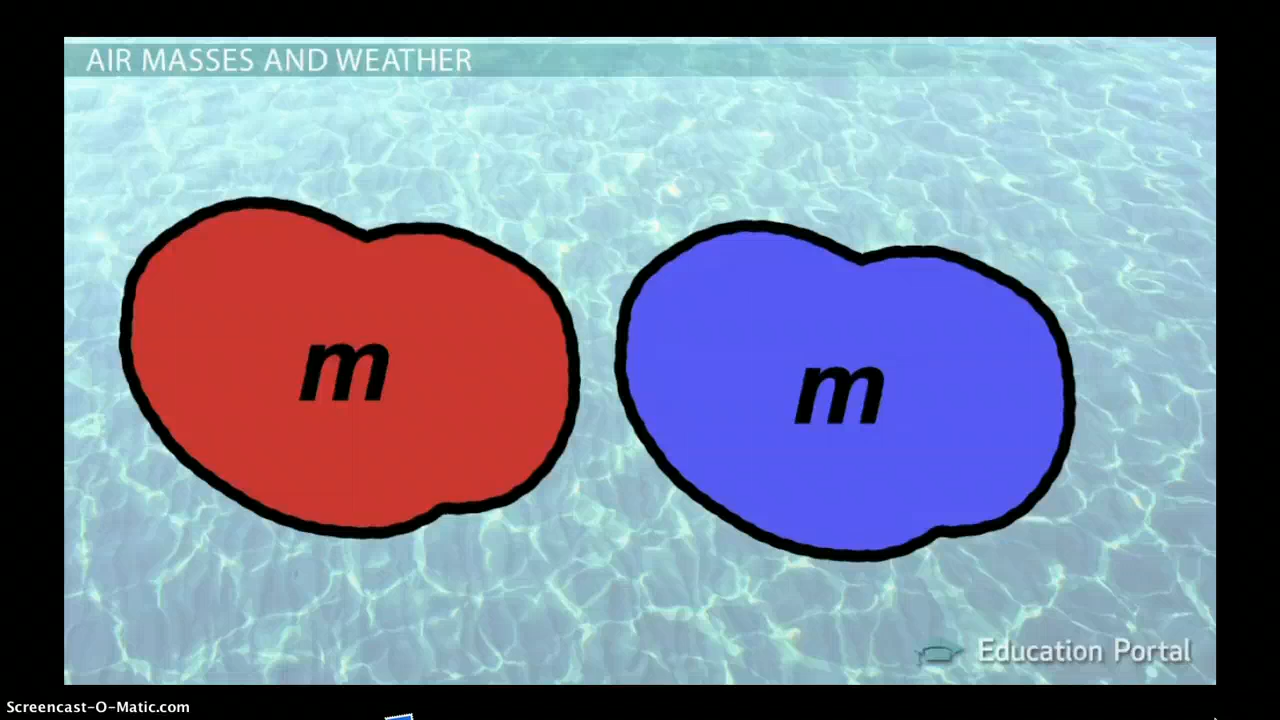 AIR MASSES AND WEATHER
m
m
Education Portal
Screencast-O-Matic.com